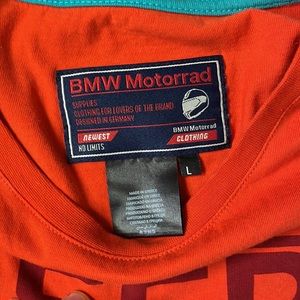 BMW Motorrad
SUPPLIES
CLOTHING FOR LOVERS OF THE BRAND
DESIGNED IN GERMANY
NEWEST
NO LIMITS
BMW Motorrad
CLOTHING
L
MADE IN GREECE